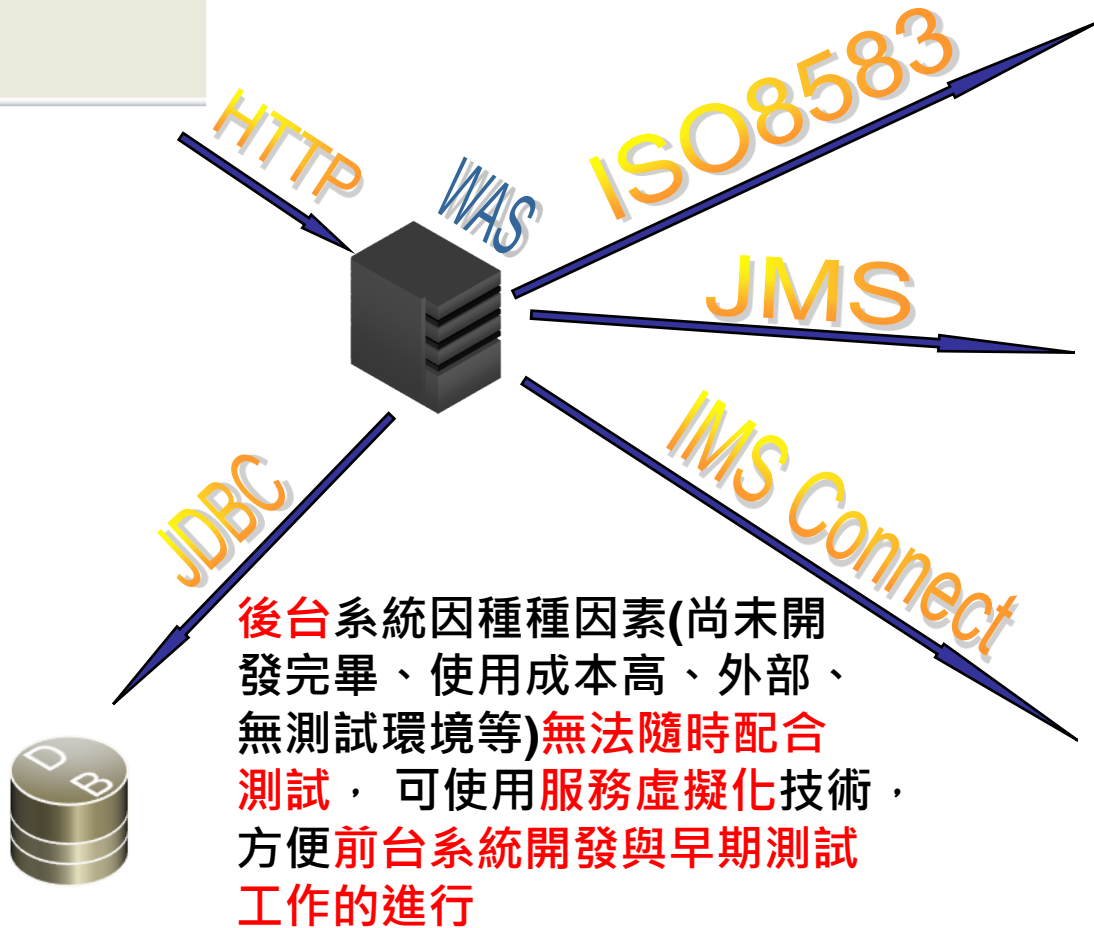 HTTP
WAS
ISO8583
JMS
IMS Connect
JDBC
DB
後台系統因種種因素(尚未開
發完畢、使用成本高、外部、
無測試環境等)無法隨時配合
測試， 可使用服務虛擬化技術，
方便前台系統開發與早期測試
工作的進行